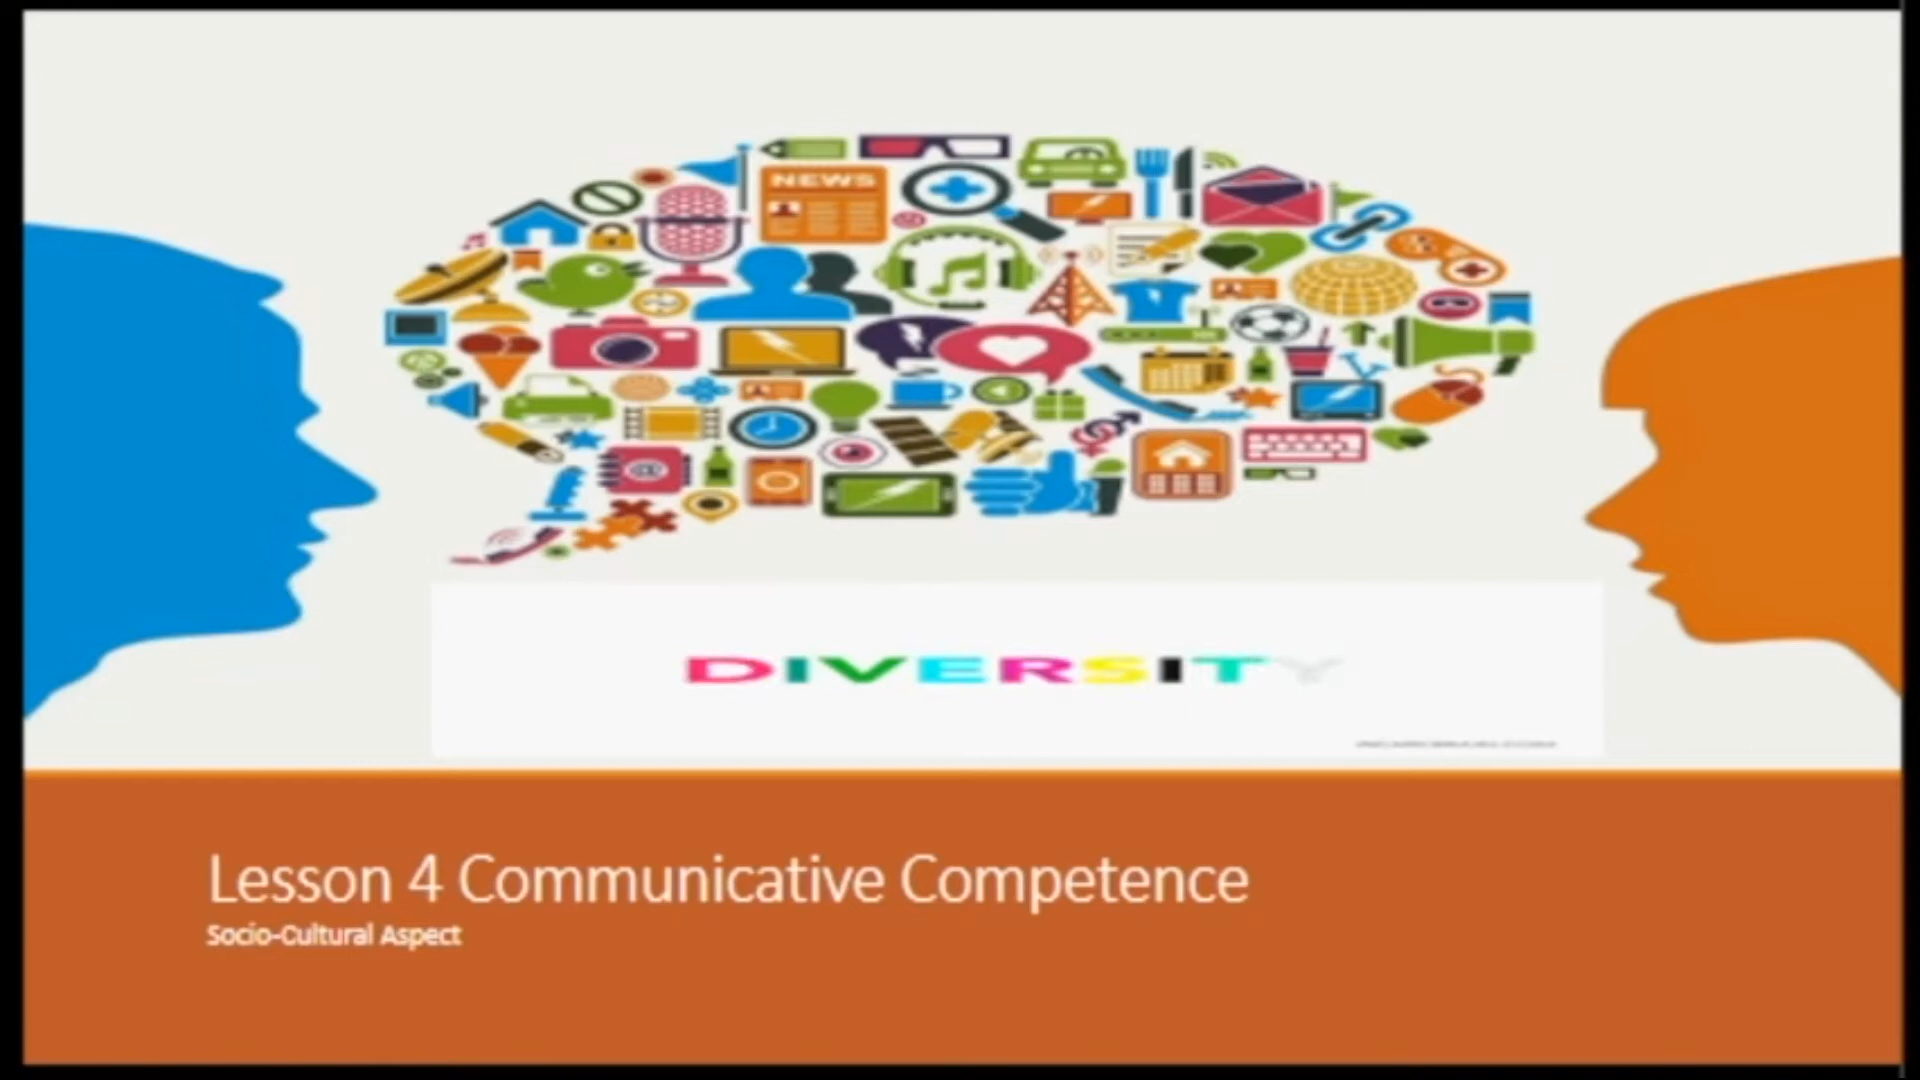 NEWS
DIVERSITY
Lesson 4 Communicative Competence
Socio-Cultural Aspect